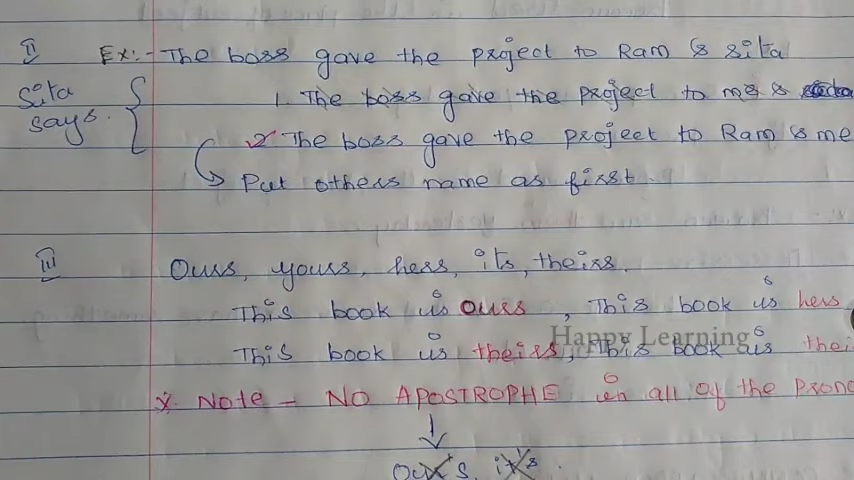 II Ex:- The boss gave the project to Ram & sita
Sita says. 1. The boss gave the project to me &
2. The boss gave the project to Ram & me
Put others name as first.
III Ours, yours, hers, its, theirs.
This book is ours, This book is hers
This book is theirs, This book is thei
Happy Learning
* Note - NO APOSTROPHE in all of the prono
Our's, it's.